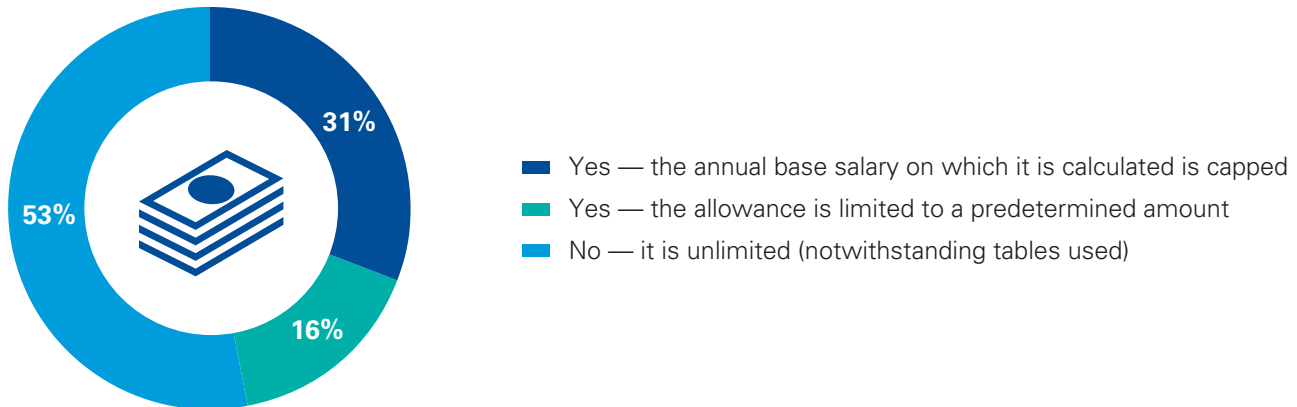 31%
53%
16%
Yes — the annual base salary on which it is calculated is capped
Yes — the allowance is limited to a predetermined amount
No — it is unlimited (notwithstanding tables used)